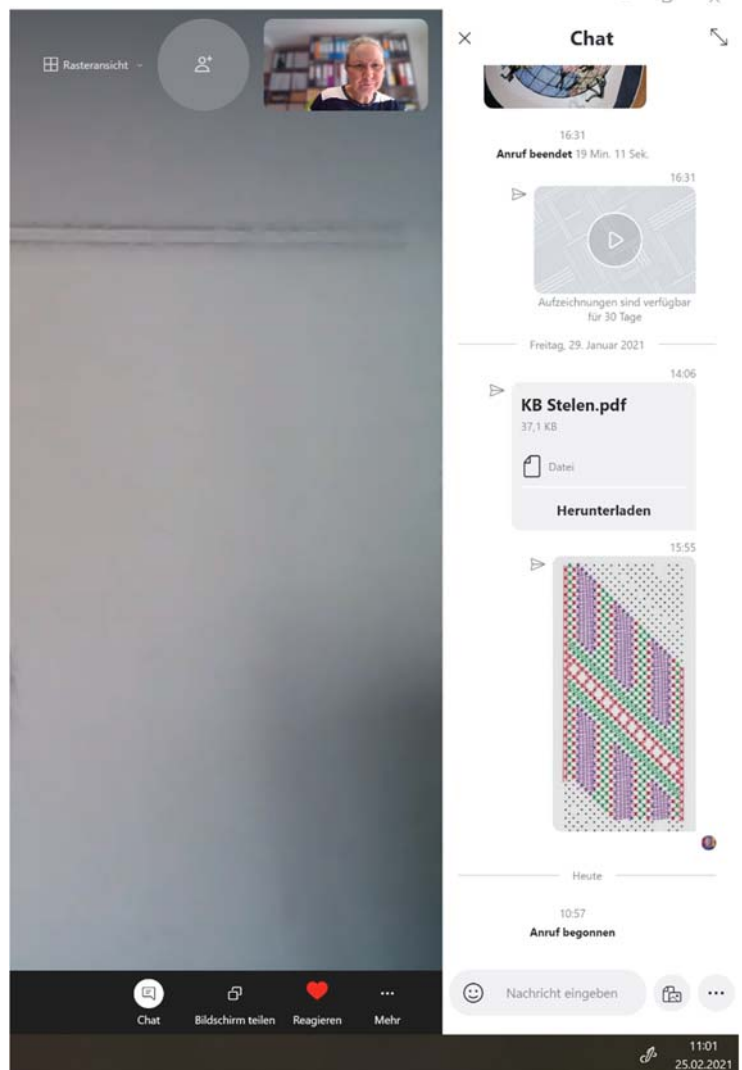 Rasteransicht
Chat
16:31
Anruf beendet 19 Min. 11 Sek.
16:31
Aufzeichnungen sind verfügbar
für 30 Tage
Freitag, 29. Januar 2021
14:06
KB Stelen.pdf
37,1 KB
Datei
Herunterladen
15:55
Heute
10:57
Anruf begonnen
Chat
Bildschirm teilen
Reagieren
Mehr
Nachricht eingeben
11:01
25.02.2021